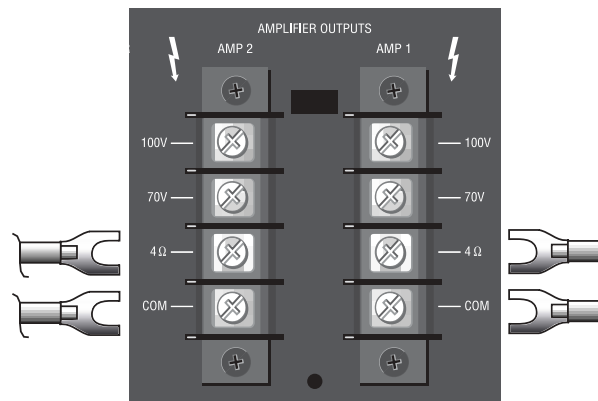 AMPLIFIER OUTPUTS
AMP 2 AMP 1
100V 100V
70V 70V
4 Ω 4 Ω
COM COM